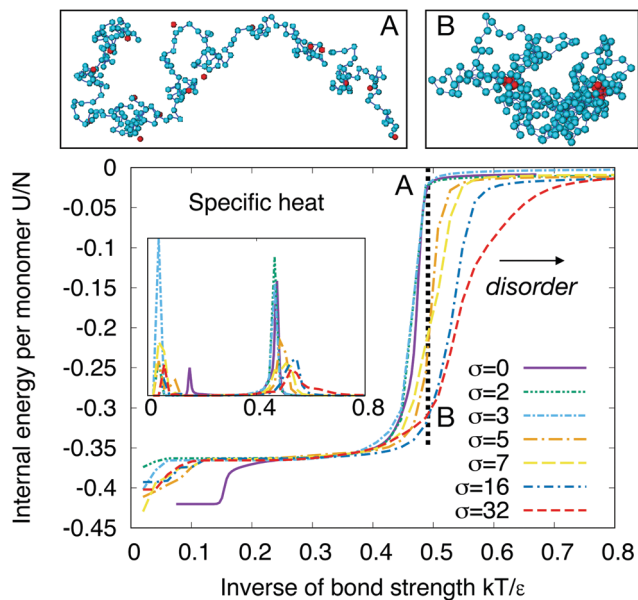 A
B
0
-0.05
-0.1
-0.15
-0.2
-0.25
-0.3
-0.35
-0.4
-0.45
Internal energy per monomer U/N
Specific heat
0 0.4 0.8
A
B
disorder
σ=0
σ=2
σ=3
σ=5
σ=7
σ=16
σ=32
0 0.1 0.2 0.3 0.4 0.5 0.6 0.7 0.8
Inverse of bond strength kT/ε